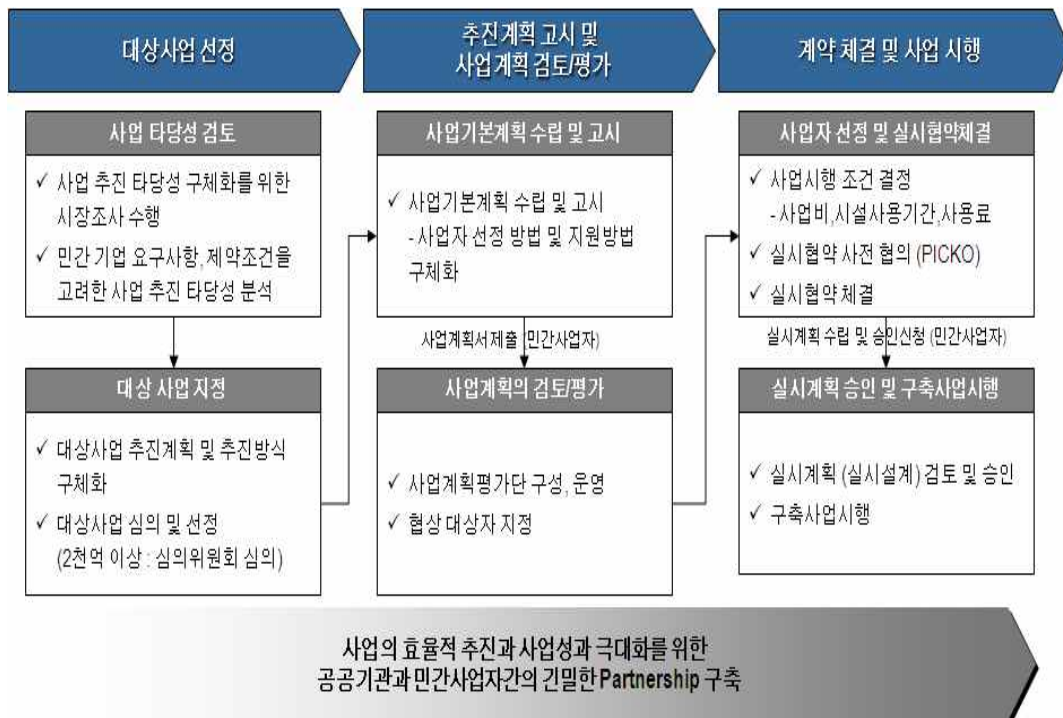 대상사업 선정
사업 타당성 검토
✓ 사업 추진 타당성 구체화를 위한
시장조사 수행
✓ 민간 기업 요구사항, 제약조건을
고려한 사업 추진 타당성 분석
대상 사업 지정
✓ 대상사업 추진계획 및 추진방식
구체화
✓ 대상사업 심의 및 선정
(2천억 이상 : 심의위원회 심의)
추진계획 고시 및
사업계획 검토/평가
사업기본계획 수립 및 고시
✓ 사업기본계획 수립 및 고시
- 사업자 선정 방법 및 지원방법
구체화
사업계획서 제출 (민간사업자)
사업계획의 검토/평가
✓ 사업계획평가단 구성, 운영
✓ 협상 대상자 지정
계약 체결 및 사업 시행
사업자 선정 및 실시협약체결
✓ 사업시행 조건 결정
- 사업비,시설사용기간,사용료
✓ 실시협약 사전 협의 (PICKO)
✓ 실시협약 체결
실시계획 수립 및 승인신청 (민간사업자)
실시계획 승인 및 구축사업시행
✓ 실시계획 (실시설계) 검토 및 승인
✓ 구축사업시행
사업의 효율적 추진과 사업성과 극대화를 위한
공공기관과 민간사업자간의 긴밀한 Partnership 구축